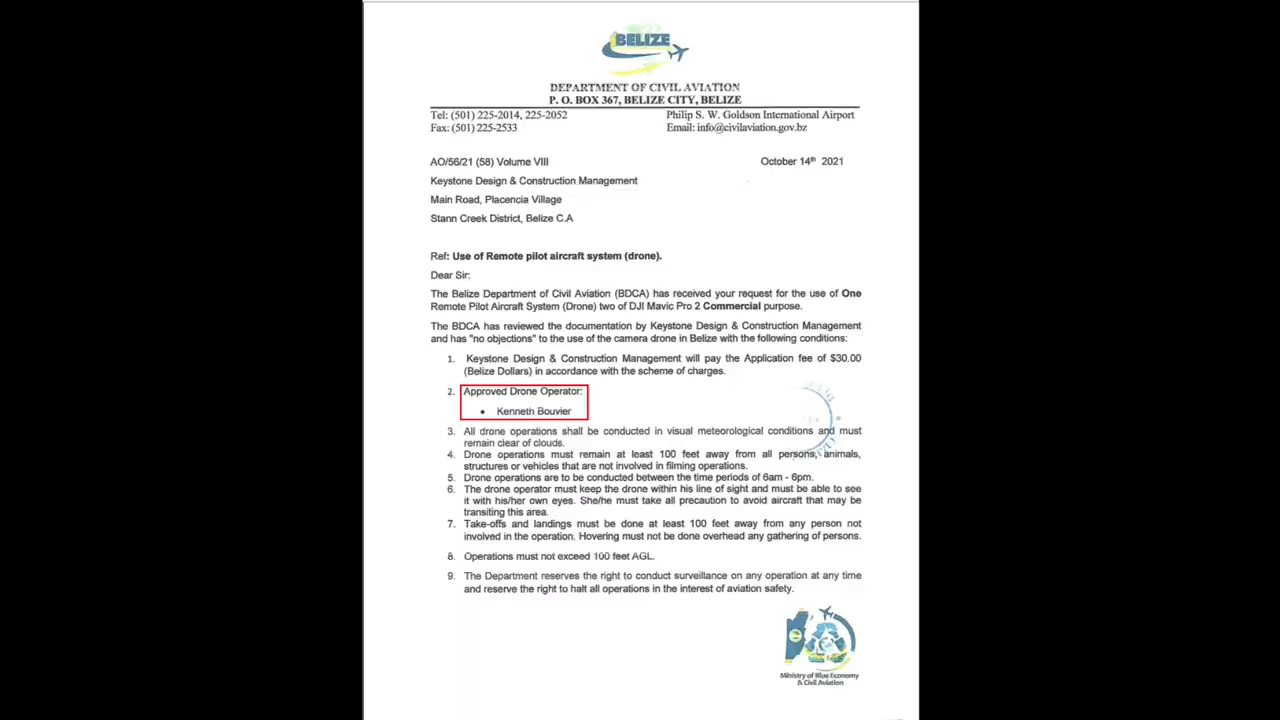 BELIZE
DEPARTMENT OF CIVIL AVIATION
P. O. BOX 367, BELIZE CITY, BELIZE
Tel: (501) 225-2014, 225-2052
Philip S. W. Goldson International Airport
Fax: (501) 225-2533
Email: info@civilaviation.gov.bz
AO/56/21 (58) Volume VIII
October 14th 2021
Keystone Design & Construction Management
Main Road, Placencia Village
Stann Creek District, Belize C.A
Ref: Use of Remote pilot aircraft system (drone).
Dear Sir:
The Belize Department of Civil Aviation (BDCA) has received your request for the use of One
Remote Pilot Aircraft System (Drone) two of DJI Mavic Pro 2 Commercial purpose.
The BDCA has reviewed the documentation by Keystone Design & Construction Management
and has "no objections" to the use of the camera drone in Belize with the following conditions:
1. Keystone Design & Construction Management will pay the Application fee of $30.00
(Belize Dollars) in accordance with the scheme of charges.
2. Approved Drone Operator:
• Kenneth Bouvier
3. All drone operations shall be conducted in visual meteorological conditions and must
remain clear of clouds.
4. Drone operations must remain at least 100 feet away from all persons, animals,
structures or vehicles that are not involved in filming operations.
5. Drone operations are to be conducted between the time periods of 6am - 6pm.
6. The drone operator must keep the drone within his line of sight and must be able to see
it with his/her own eyes. She/he must take all precaution to avoid aircraft that may be
transiting this area.
7. Take-offs and landings must be done at least 100 feet away from any person not
involved in the operation. Hovering must not be done overhead any gathering of persons.
8. Operations must not exceed 100 feet AGL.
9. The Department reserves the right to conduct surveillance on any operation at any time
and reserve the right to halt all operations in the interest of aviation safety.
Ministry of Blue Economy
& Civil Aviation